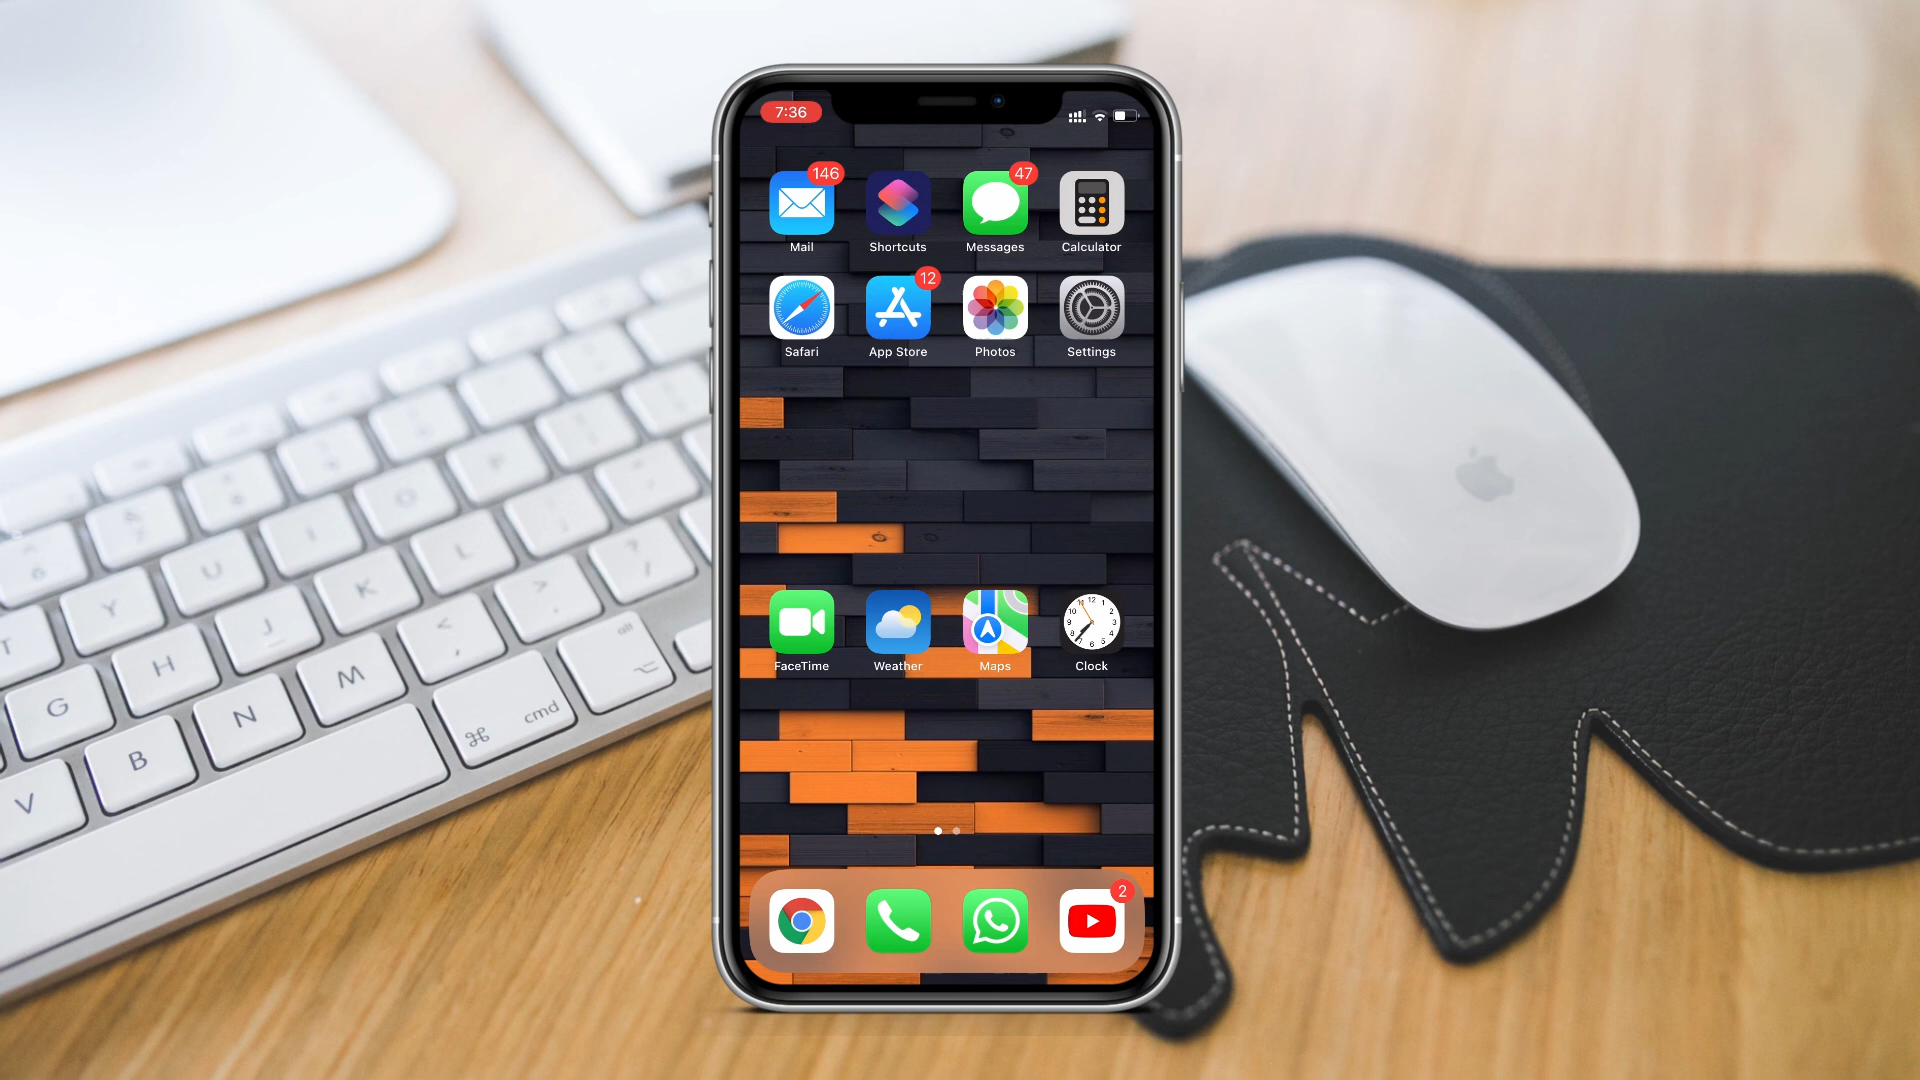 7:36
146
47
Mail
Shortcuts
Messages
Calculator
12
Safari
App Store
Photos
Settings
FaceTime
Weather
Maps
Clock
2
T
Y
U
I
G
H
J
K
L
V
B
N
M
alt
⌘ cmd